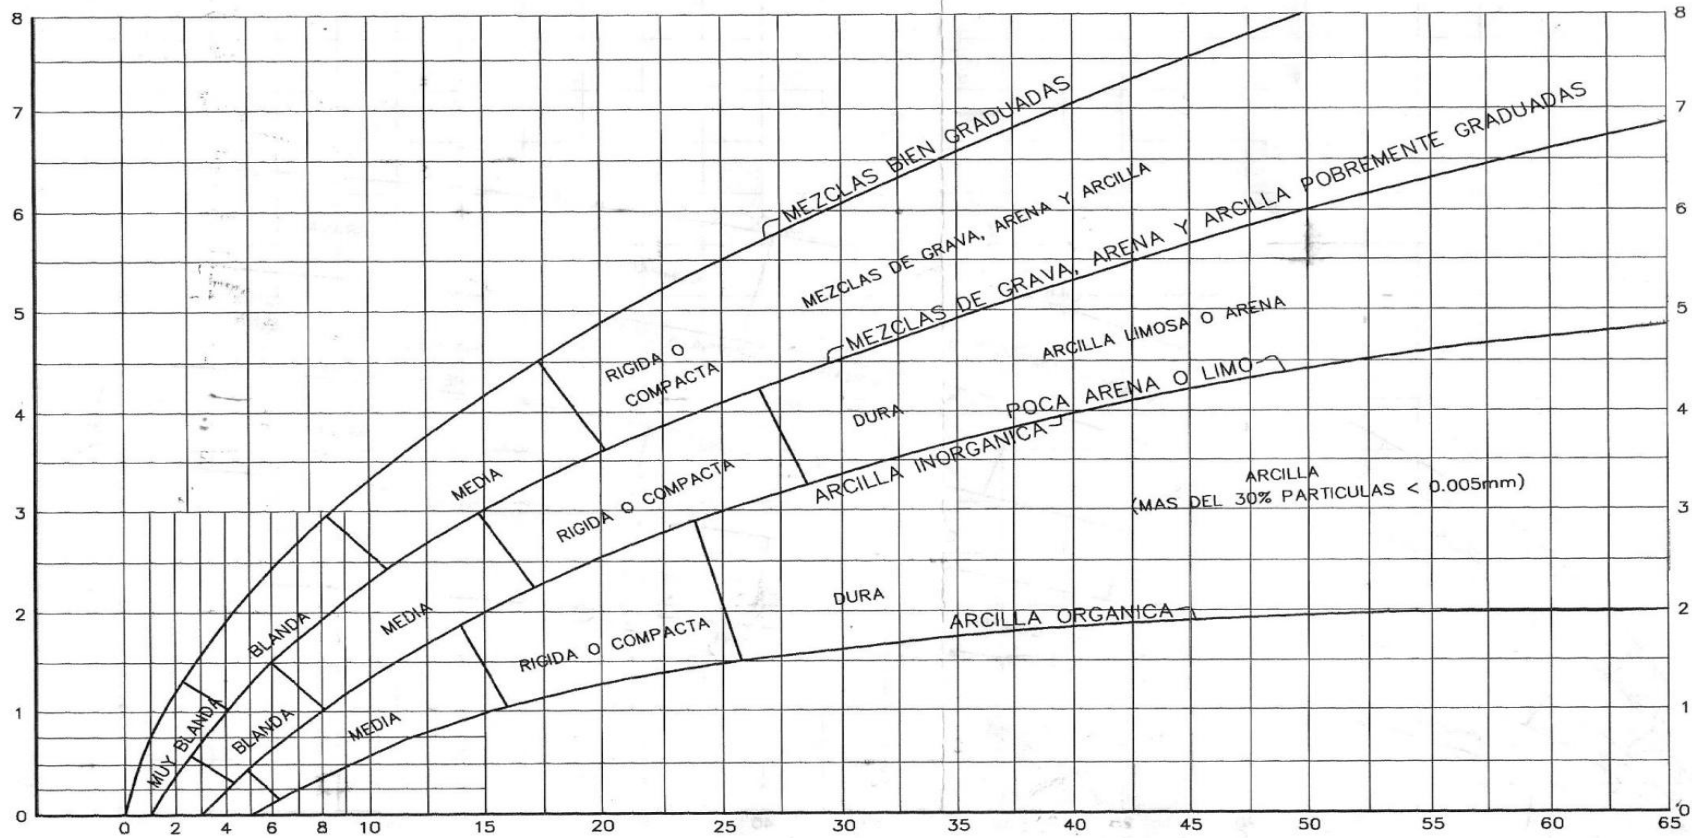 8
7
6
5
4
3
2
1
0
8
7
6
5
4
3
2
1
0
MEZCLAS BIEN GRADUADAS
MEZCLAS DE GRAVA, ARENA Y ARCILLA
MEZCLAS DE GRAVA, ARENA Y ARCILLA POBREMENTE GRADUADAS
RIGIDA O
COMPACTA
ARCILLA LIMOSA O ARENA
POCA ARENA O LIMO
DURA
ARCILLA INORGANICA
MEDIA
RIGIDA O COMPACTA
ARCILLA
(MAS DEL 30% PARTICULAS < 0.005mm)
BLANDA
MEDIA
DURA
ARCILLA ORGANICA
RIGIDA O COMPACTA
MUY BLANDA
BLANDA
MEDIA
0 2 4 6 8 10 15 20 25 30 35 40 45 50 55 60 65